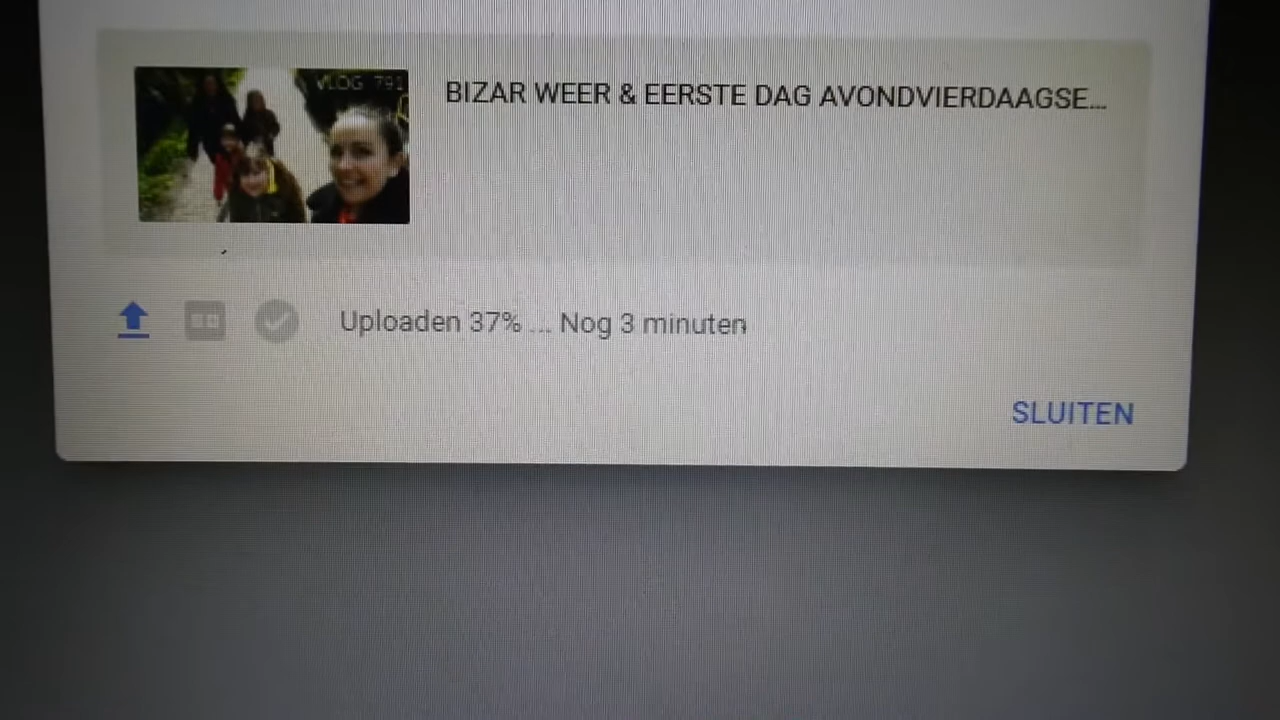 VLOG 791
BIZAR WEER & EERSTE DAG AVONDVIERDAAGSE...
Uploaden 37% ... Nog 3 minuten
SLUITEN